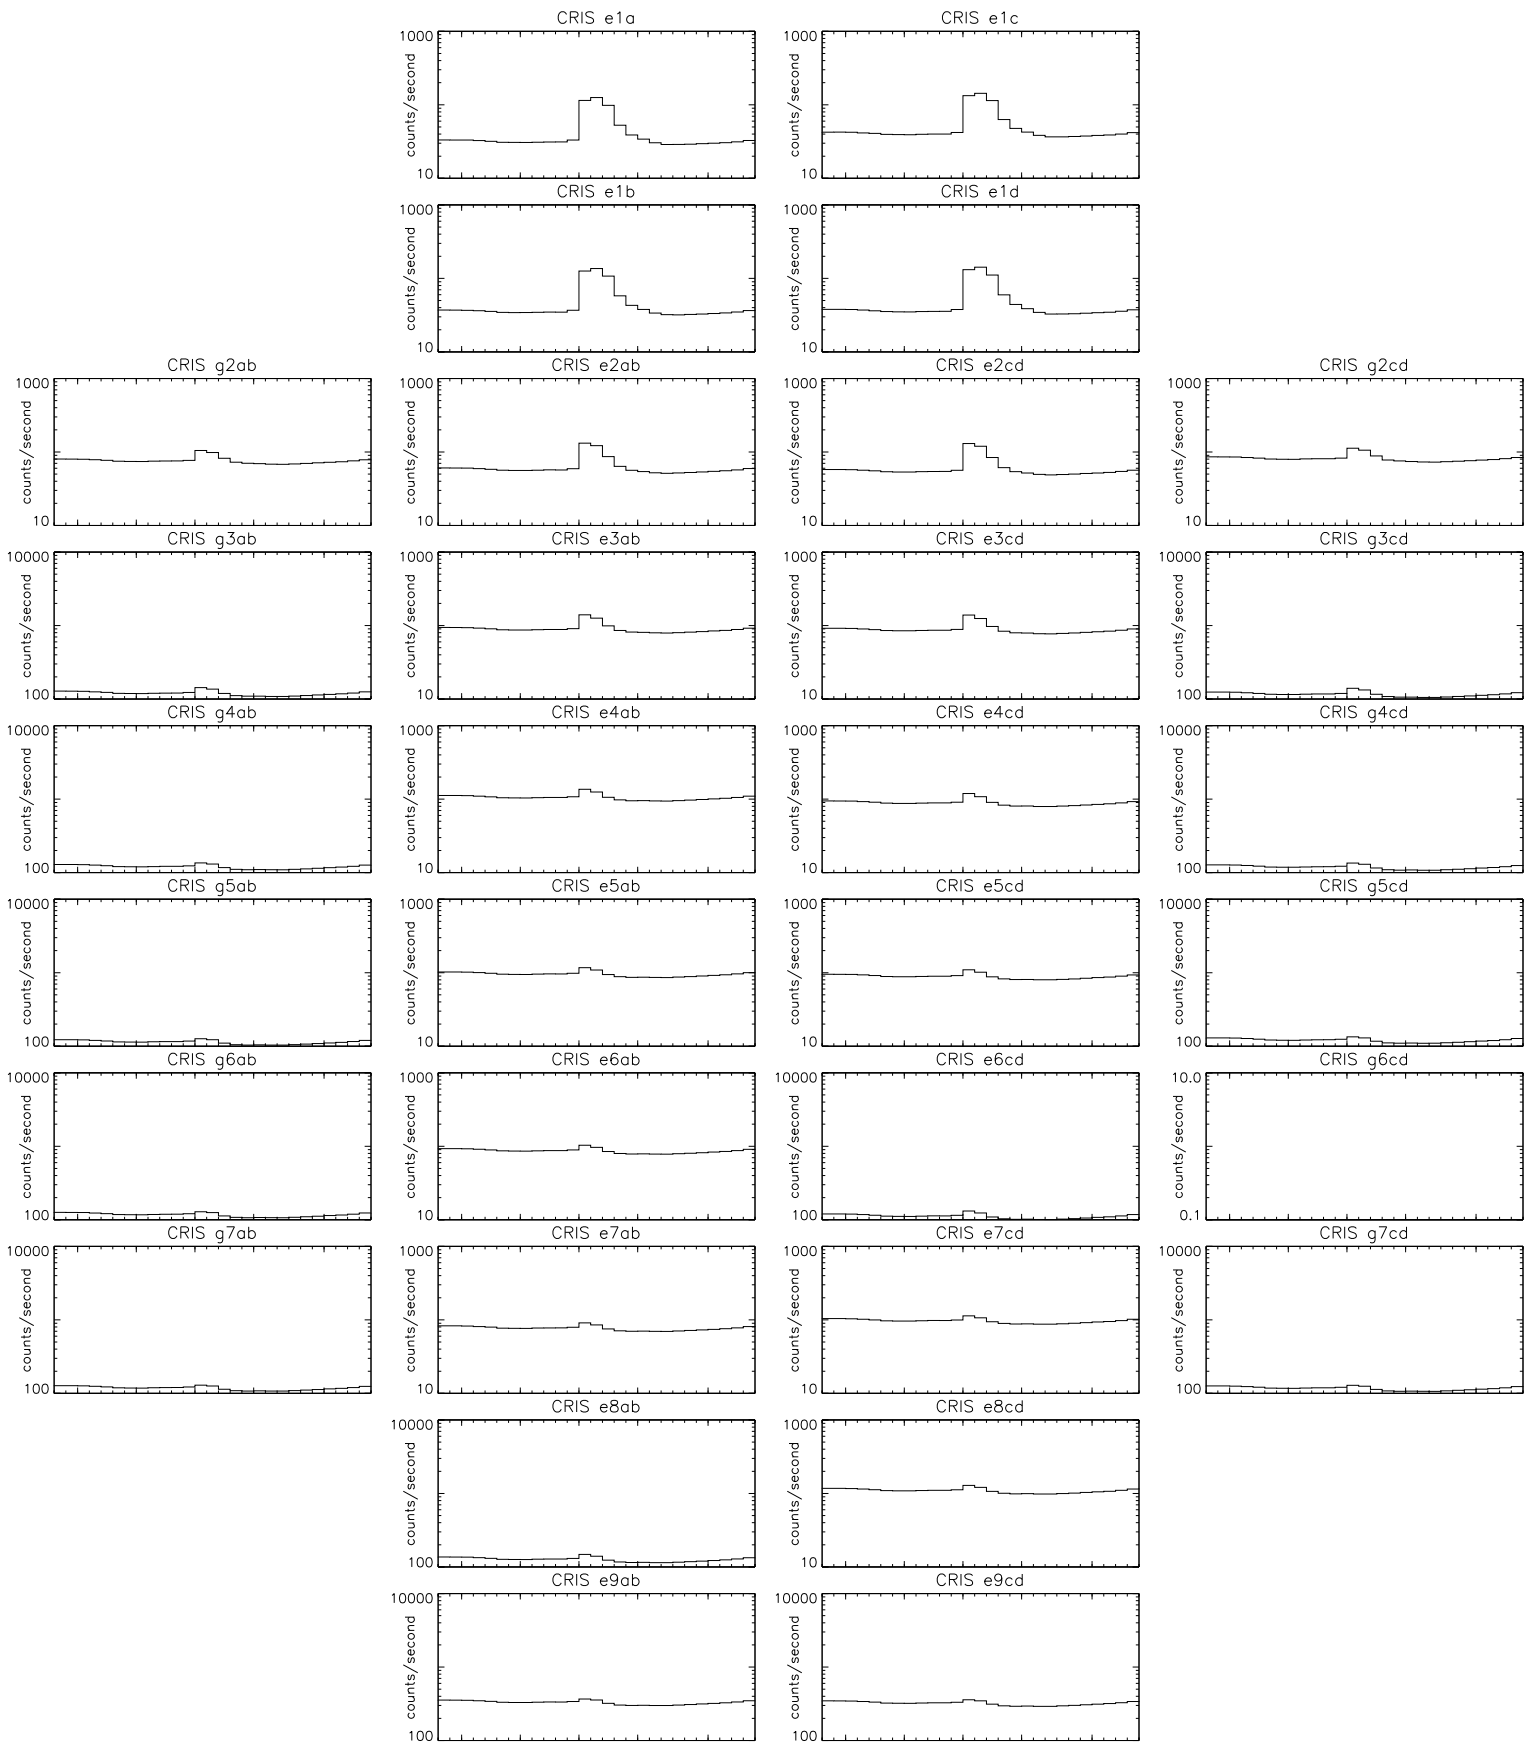 CRIS e1a
CRIS e1c
1000
counts/second
10
1000
counts/second
10
CRIS e1b
CRIS e1d
1000
counts/second
10
1000
counts/second
10
CRIS g2ab
CRIS e2ab
CRIS e2cd
CRIS g2cd
1000
counts/second
10
1000
counts/second
10
1000
counts/second
10
1000
counts/second
10
CRIS g3ab
CRIS e3ab
CRIS e3cd
CRIS g3cd
10000
counts/second
100
1000
counts/second
10
1000
counts/second
10
10000
counts/second
100
CRIS g4ab
CRIS e4ab
CRIS e4cd
CRIS g4cd
10000
counts/second
100
1000
counts/second
10
1000
counts/second
10
10000
counts/second
100
CRIS g5ab
CRIS e5ab
CRIS e5cd
CRIS g5cd
10000
counts/second
100
1000
counts/second
10
1000
counts/second
10
10000
counts/second
100
CRIS g6ab
CRIS e6ab
CRIS e6cd
CRIS g6cd
10000
counts/second
100
1000
counts/second
10
10000
counts/second
100
10.0
counts/second
0.1
CRIS g7ab
CRIS e7ab
CRIS e7cd
CRIS g7cd
10000
counts/second
100
1000
counts/second
10
1000
counts/second
10
10000
counts/second
100
CRIS e8ab
CRIS e8cd
10000
counts/second
100
1000
counts/second
10
CRIS e9ab
CRIS e9cd
10000
counts/second
100
10000
counts/second
100